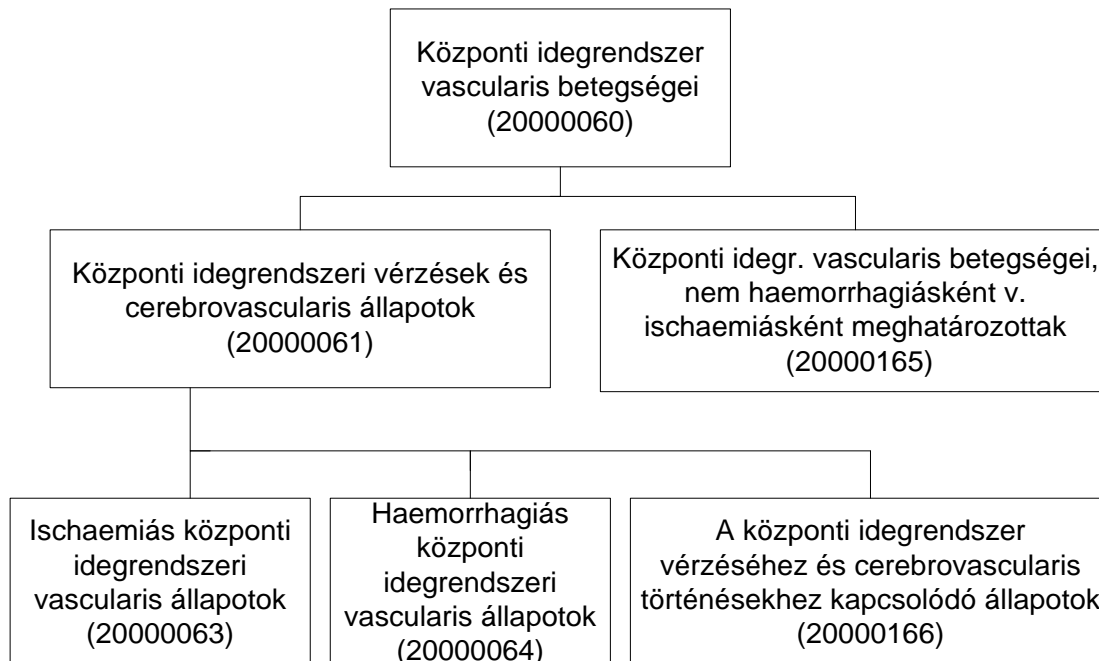 Központi idegrendszer
vascularis betegségei
(20000060)
Központi idegrendszeri vérzések és
cerebrovascularis állapotok
(20000061)
Központi idegr. vascularis betegségei,
nem haemorrhagiásként v.
ischaemiásként meghatározottak
(20000165)
Ischaemiás központi
idegrendszeri
vascularis állapotok
(20000063)
Haemorrhagiás
központi
idegrendszeri
vascularis állapotok
(20000064)
A központi idegrendszer
vérzéséhez és cerebrovascularis
történésekhez kapcsolódó állapotok
(20000166)